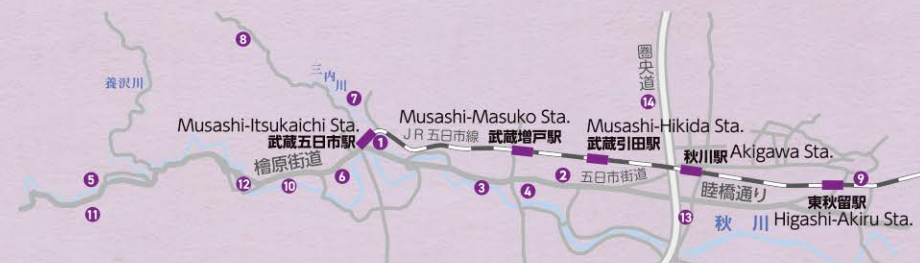 8
養沢川
三内川
7
圏央道
14
Musashi-Itsukaichi Sta.
武蔵五日市駅
1
JR 五日市線
Musashi-Masuko Sta.
武蔵増戸駅
Musashi-Hikida Sta.
武蔵引田駅
秋川駅
Akigawa Sta.
檜原街道
5
12
10
6
3
4
2
五日市街道
睦橋通り
9
東秋留駅
Higashi-Akiru Sta.
11
13
秋川